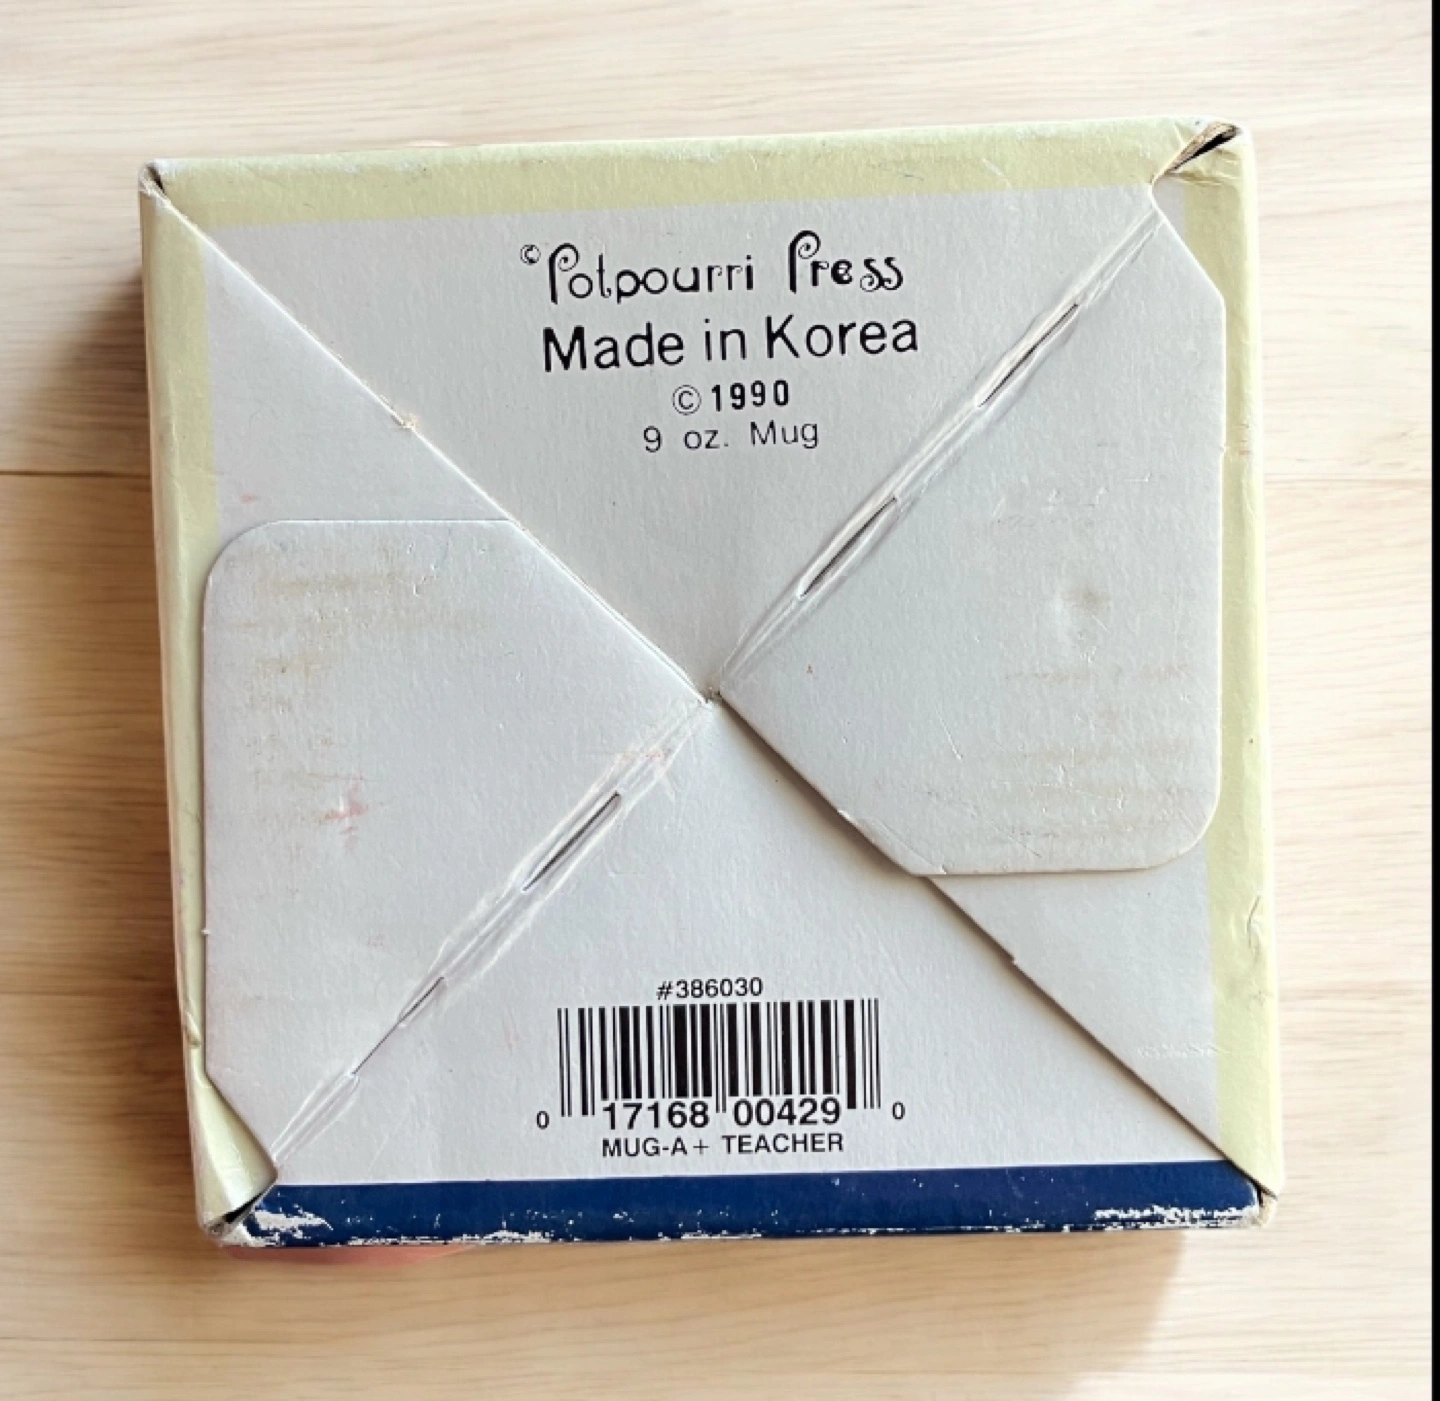 ©Potpourri Press
Made in Korea
© 1990
9 oz. Mug
#386030
0 17168 00429 0
MUG-A+ TEACHER